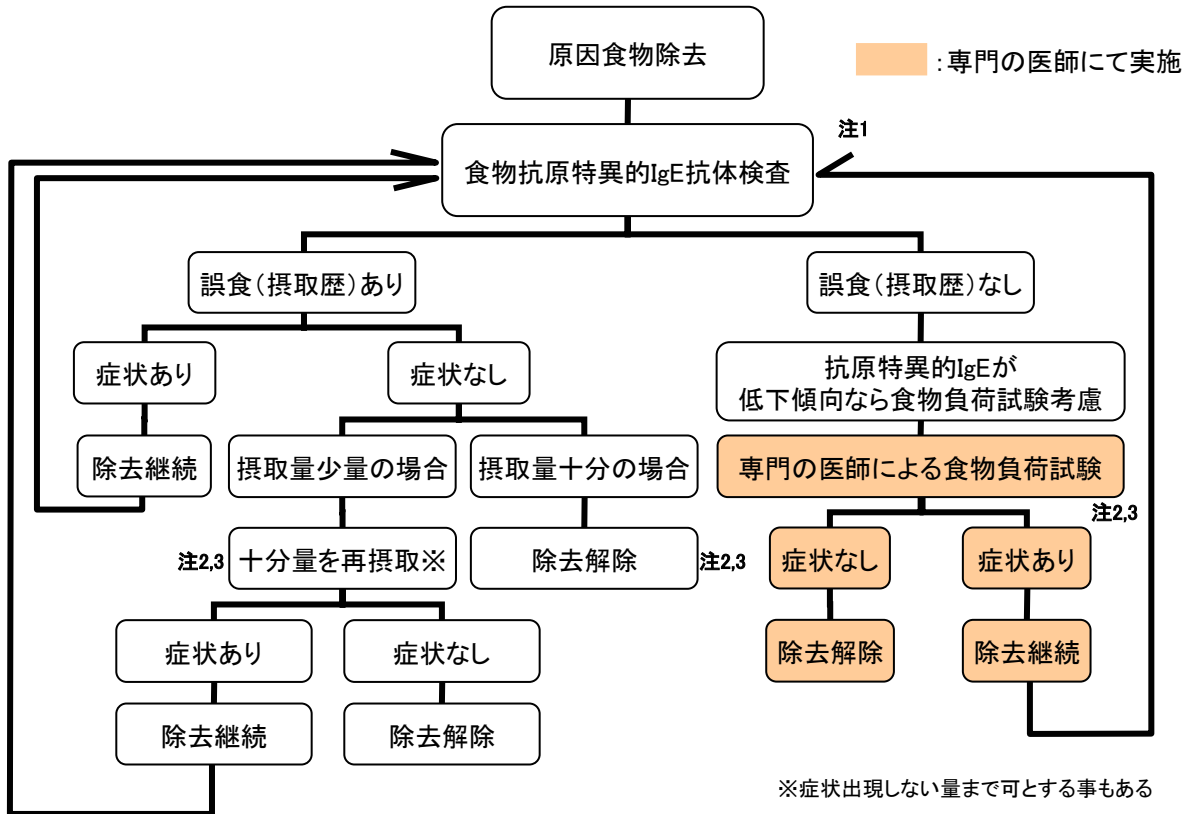 原因食物除去
:専門の医師にて実施
注1
食物抗原特異的IgE抗体検査
誤食(摂取歴)あり
誤食(摂取歴)なし
症状あり
症状なし
抗原特異的IgEが
低下傾向なら食物負荷試験考慮
除去継続
摂取量少量の場合
摂取量十分の場合
専門の医師による食物負荷試験
注2,3
注2,3
十分量を再摂取※
除去解除
注2,3
症状なし
症状あり
症状あり
症状なし
除去解除
除去継続
除去継続
除去解除
※症状出現しない量まで可とする事もある